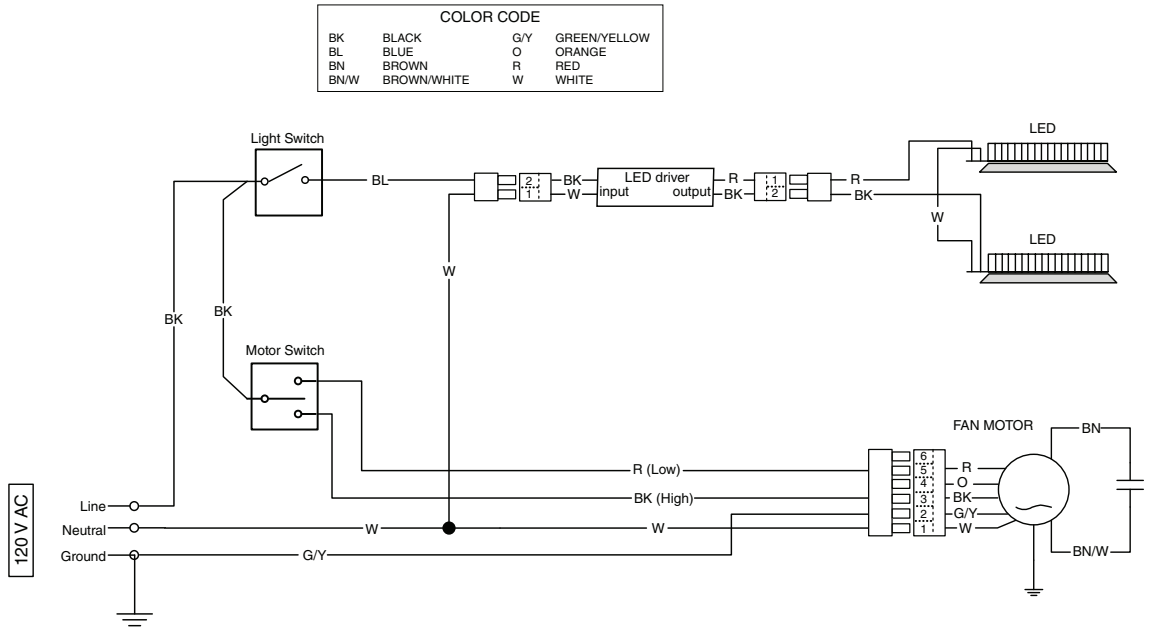 COLOR CODE
BK BLACK G/Y GREEN/YELLOW
BL BLUE O ORANGE
BN BROWN R RED
BN/W BROWN/WHITE W WHITE
Light Switch
LED
BL
2
1
BK
W
LED driver
input output
R
BK
1
2
R
BK
W
LED
W
BK
BK
Motor Switch
FAN MOTOR
BN
R (Low)
BK (High)
6
5 R
4 O
3 BK
2 G/Y
1 W
BN/W
120 V AC
Line
Neutral W W
Ground G/Y